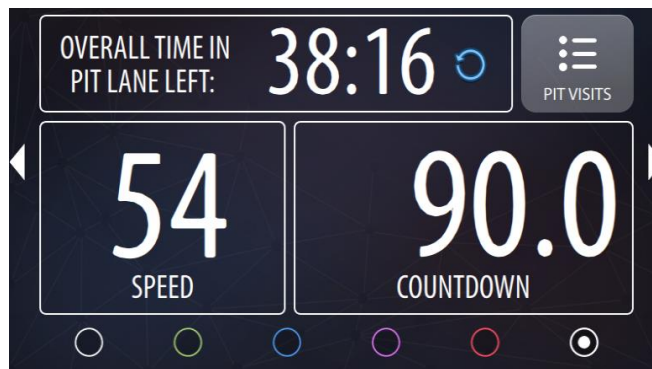 OVERALL TIME IN
PIT LANE LEFT:
38:16
PIT VISITS
54
SPEED
90.0
COUNTDOWN